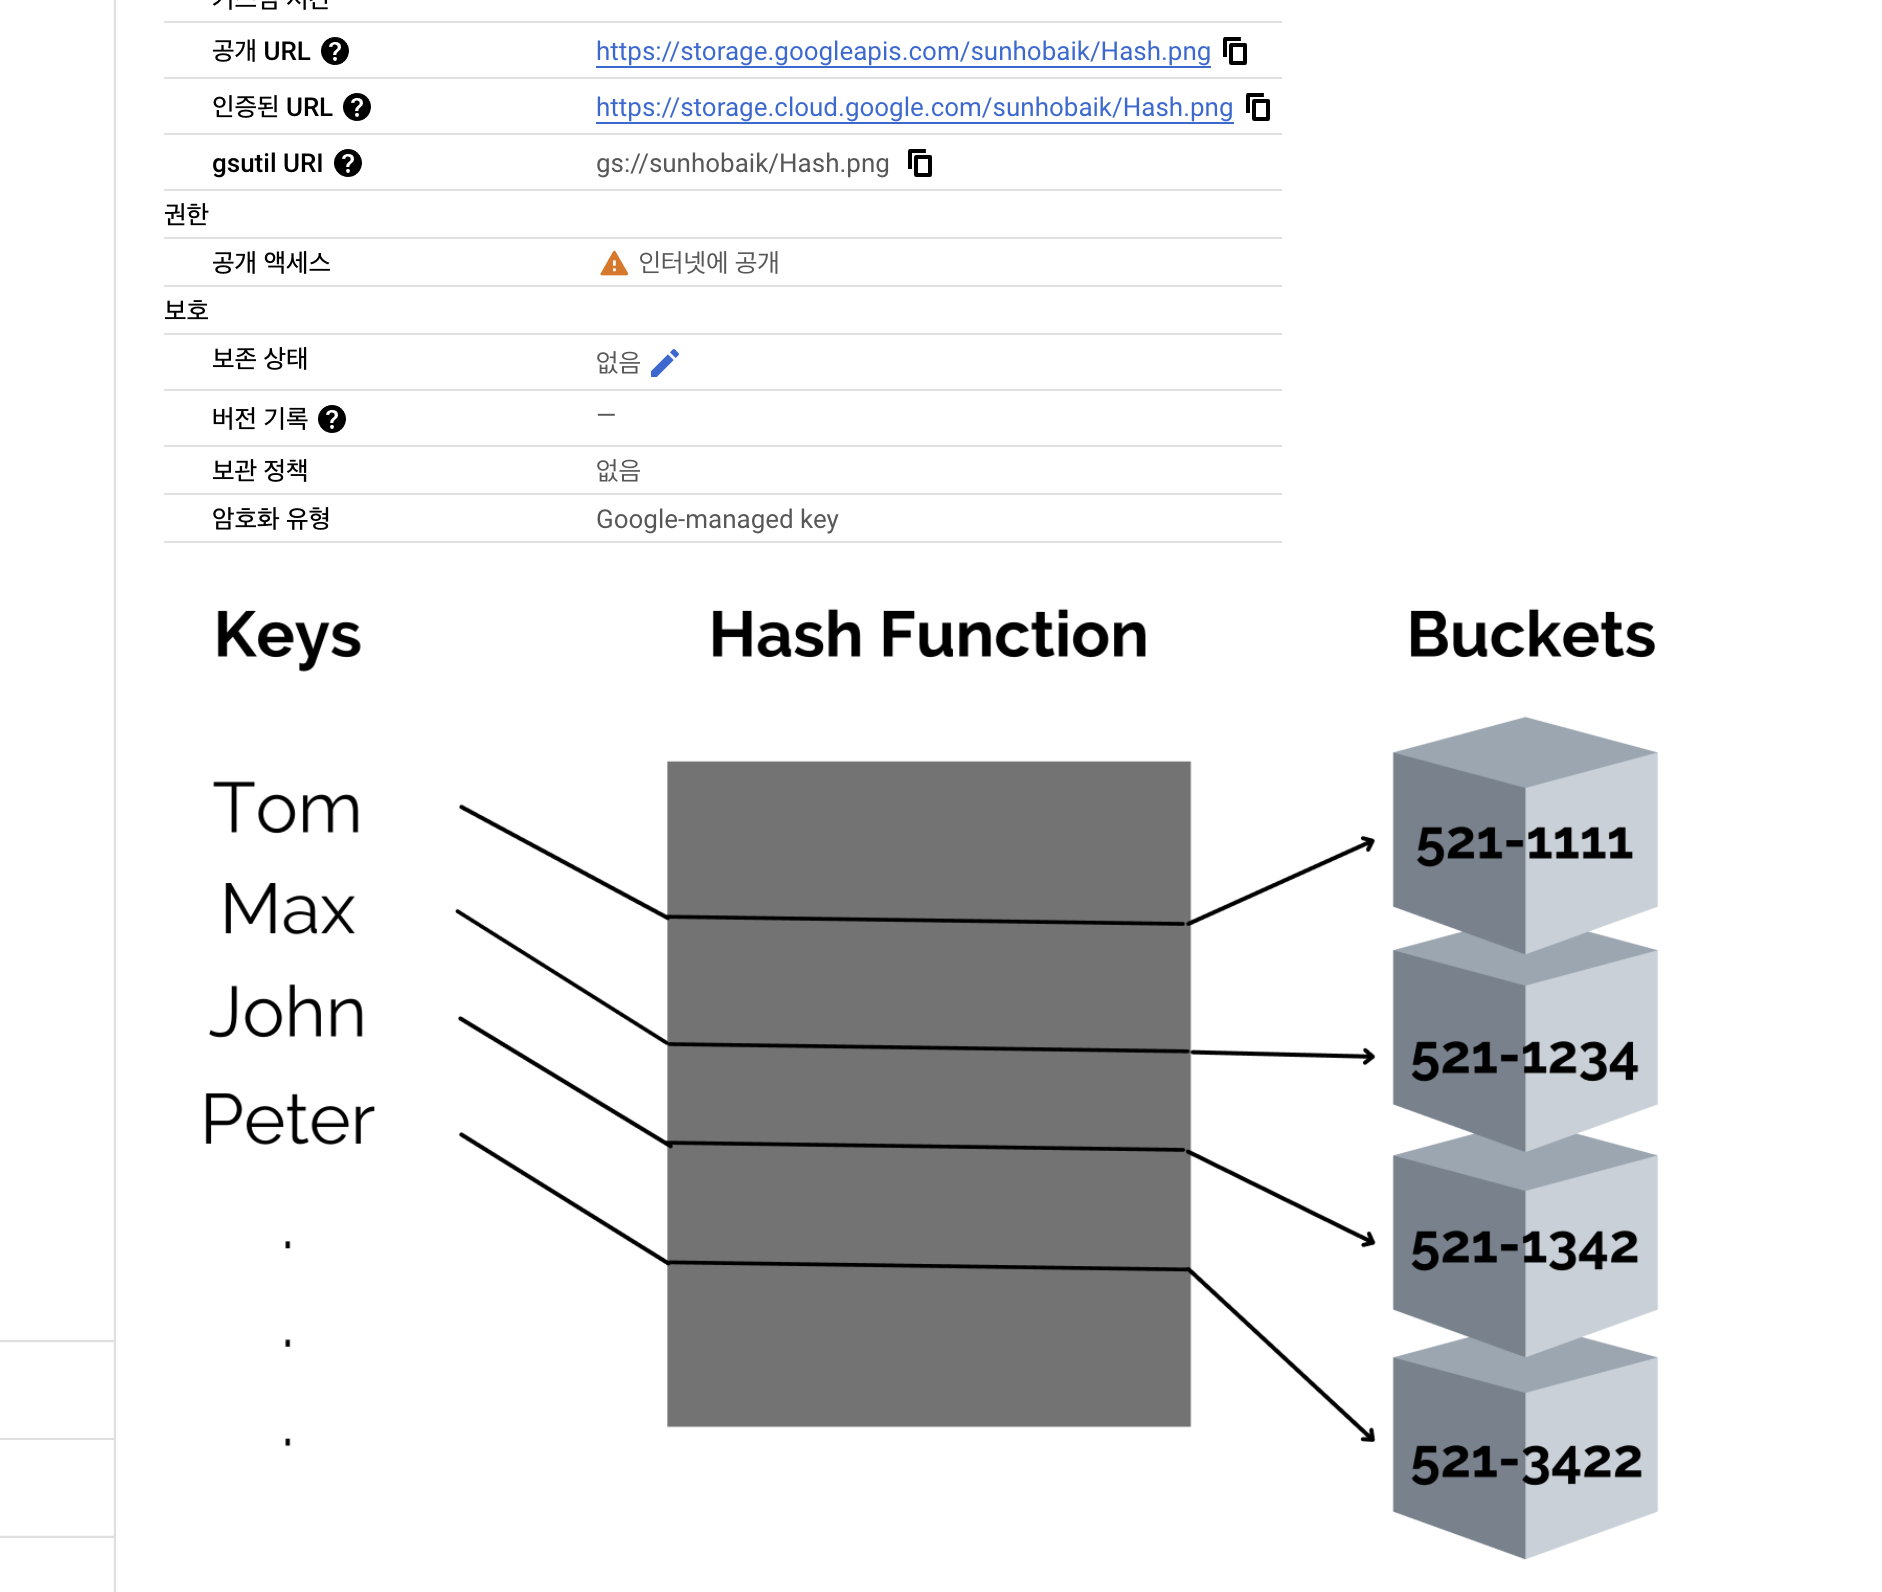 공개 URL
https://storage.googleapis.com/sunhobaik/Hash.png
인증된 URL
https://storage.cloud.google.com/sunhobaik/Hash.png
gsutil URI
gs://sunhobaik/Hash.png
권한
공개 액세스
인터넷에 공개
보호
보존 상태
없음
버전 기록
—
보관 정책
없음
암호화 유형
Google-managed key
Keys
Hash Function
Buckets
Tom
Max
John
Peter
.
.
.
521-1111
521-1234
521-1342
521-3422